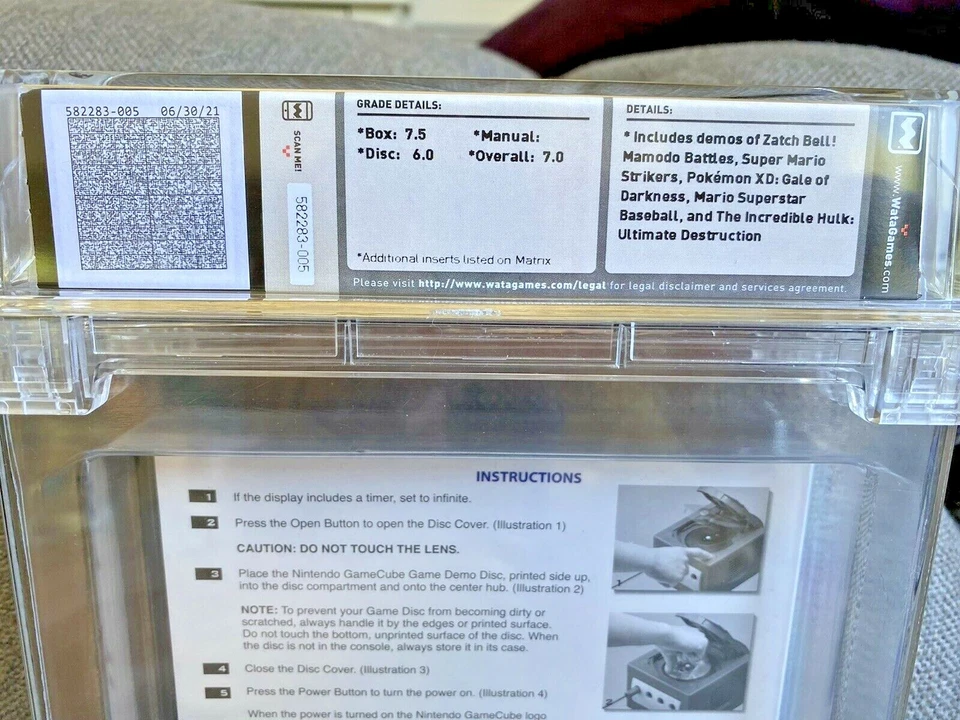 582283-005 06/30/21
SCAN ME!
582283-005
GRADE DETAILS:
*Box: 7.5 *Manual:
*Disc: 6.0 *Overall: 7.0
*Additional inserts listed on Matrix
DETAILS:
* Includes demos of Zatch Bell!
Mamodo Battles, Super Mario
Strikers, Pokémon XD: Gale of
Darkness, Mario Superstar
Baseball, and The Incredible Hulk:
Ultimate Destruction
www.WataGames.com
Please visit http://www.watagames.com/legal for legal disclaimer and services agreement.
INSTRUCTIONS
1 If the display includes a timer, set to infinite.
2 Press the Open Button to open the Disc Cover. (Illustration 1)
CAUTION: DO NOT TOUCH THE LENS.
3 Place the Nintendo GameCube Game Demo Disc, printed side up,
into the disc compartment and onto the center hub. (Illustration 2)
NOTE: To prevent your Game Disc from becoming dirty or
scratched, always handle it by the edges or printed surface.
Do not touch the bottom, unprinted surface of the disc. When
the disc is not in the console, always store it in its case.
4 Close the Disc Cover. (Illustration 3)
5 Press the Power Button to turn the power on. (Illustration 4)
When the power is turned on the Nintendo GameCube logo